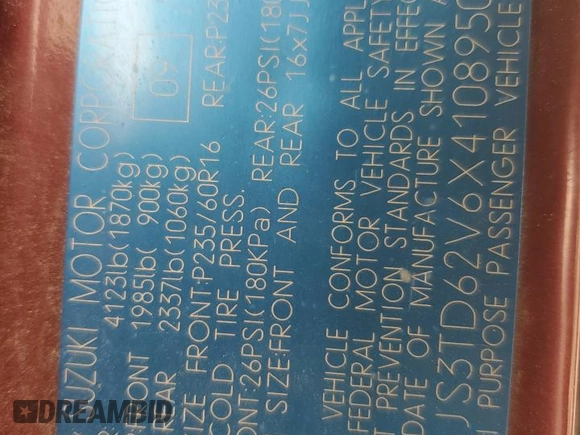 SUZUKI MOTOR CORPORATION
4123lb(1870kg) 09
FRONT 1985lb( 900kg)
REAR 2337lb(1060kg)
SIZE FRONT:P235/60R16 REAR:P23
COLD TIRE PRESS.
FRONT:26PSI(180KPa) REAR:26PSI(180
SIZE:FRONT AND REAR 16x7JJ
VEHICLE CONFORMS TO ALL APPL
FEDERAL MOTOR VEHICLE SAFETY
T PREVENTION STANDARDS IN EFFEC
DATE OF MANUFACTURE SHOWN A
JS3TD62V6X4108950
PURPOSE PASSENGER VEHICLE
DREAMBID